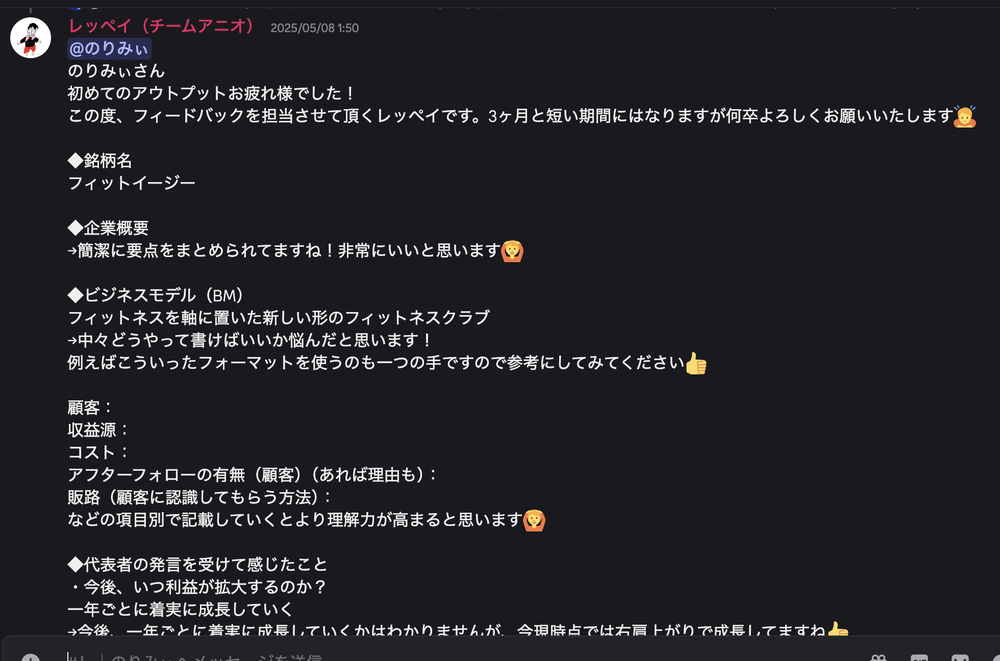 レッペイ（チームアニオ） 2025/05/08 1:50
@のりみぃ
のりみぃさん
初めてのアウトプットお疲れ様でした！
この度、フィードバックを担当させて頂くレッペイです。3ヶ月と短い期間にはなりますが何卒よろしくお願いいたします🙇
◆銘柄名
フィットイージー
◆企業概要
→簡潔に要点をまとめられてますね！非常にいいと思います🙆
◆ビジネスモデル（BM）
フィットネスを軸に置いた新しい形のフィットネスクラブ
→中々どうやって書けばいいか悩んだと思います！
例えばこういったフォーマットを使うのも一つの手ですので参考にしてみてください👍
顧客：
収益源：
コスト：
アフターフォローの有無（顧客）（あれば理由も）：
販路（顧客に認識してもらう方法）：
などの項目別で記載していくとより理解力が高まると思います🙆
◆代表者の発言を受けて感じたこと
・今後、いつ利益が拡大するのか？
一年ごとに着実に成長していく
→今後、一年ごとに着実に成長していくかはわかりませんが、今現時点では右肩上がりで成長してますね👍
のりみぃへメッセージを送信